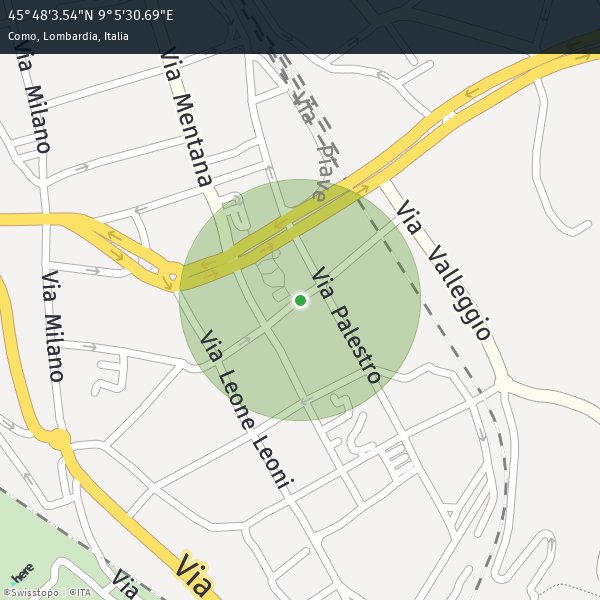 45°48'3.54"N 9°5'30.69"E
Como, Lombardia, Italia
Via Milano
Via Mentana
Via Piave
Via Valleggio
Via Milano
Via Palestro
Via Leone Leoni
Via
Via
here
©Swisstopo | ©ITA